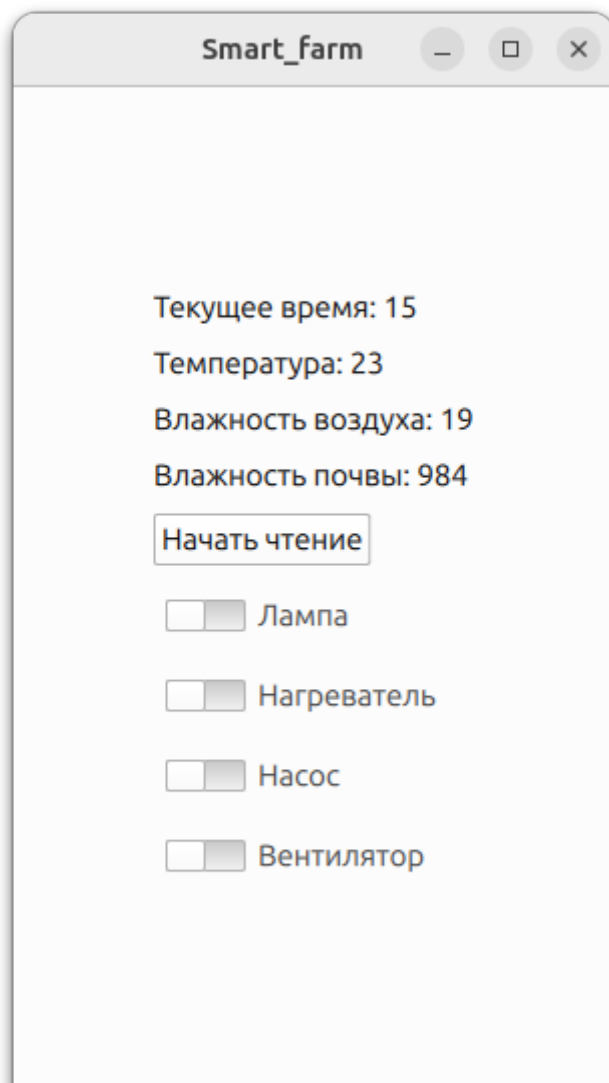 Smart_farm
Текущее время: 15
Температура: 23
Влажность воздуха: 19
Влажность почвы: 984
Начать чтение
Лампа
Нагреватель
Насос
Вентилятор